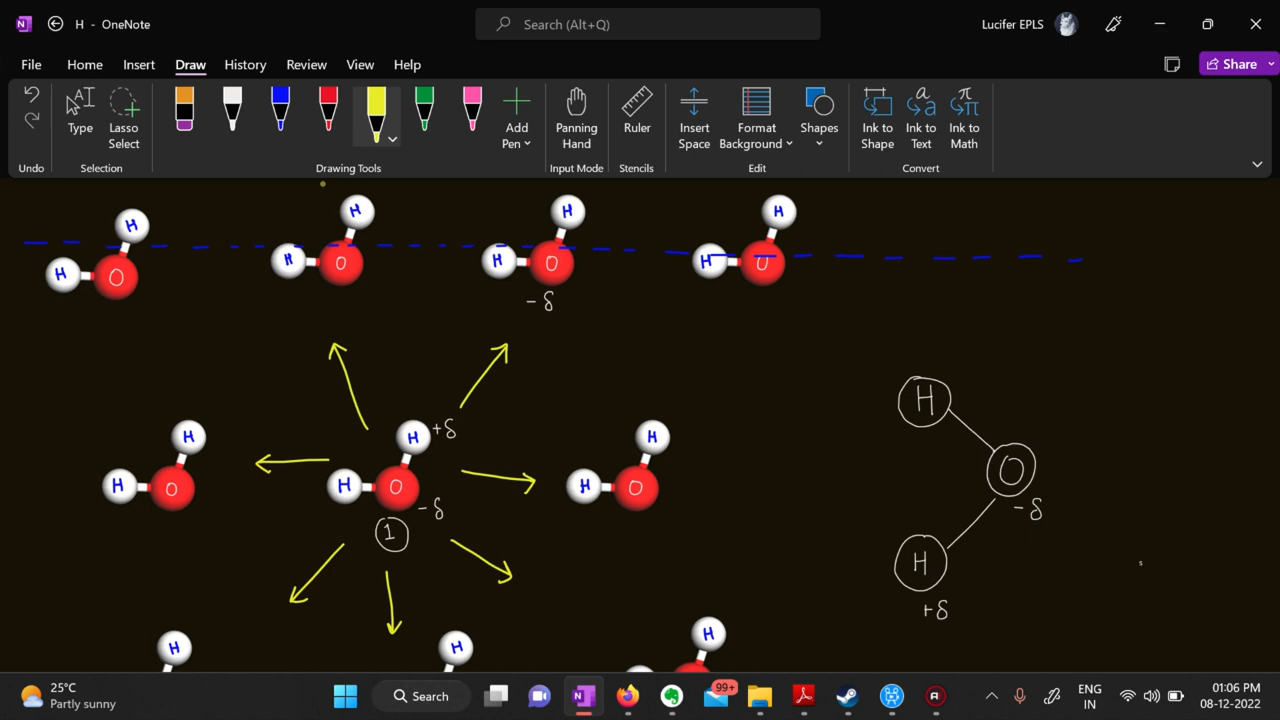 H - OneNote
Search (Alt+Q)
Lucifer EPLS
File Home Insert Draw History Review View Help
Share
Type
Lasso Select
Add Pen
Panning Hand
Ruler
Insert Space
Format Background
Shapes
Ink to Shape
Ink to Text
Ink to Math
Undo
Selection
Drawing Tools
Input Mode
Stencils
Edit
Convert
H H H H
H O H O H O H O
- δ
H
H H +δ H
H O H O H O O
- δ - δ
1
H
+δ
H H H
25°C
Partly sunny
Search
99+
ENG
IN
01:06 PM
08-12-2022